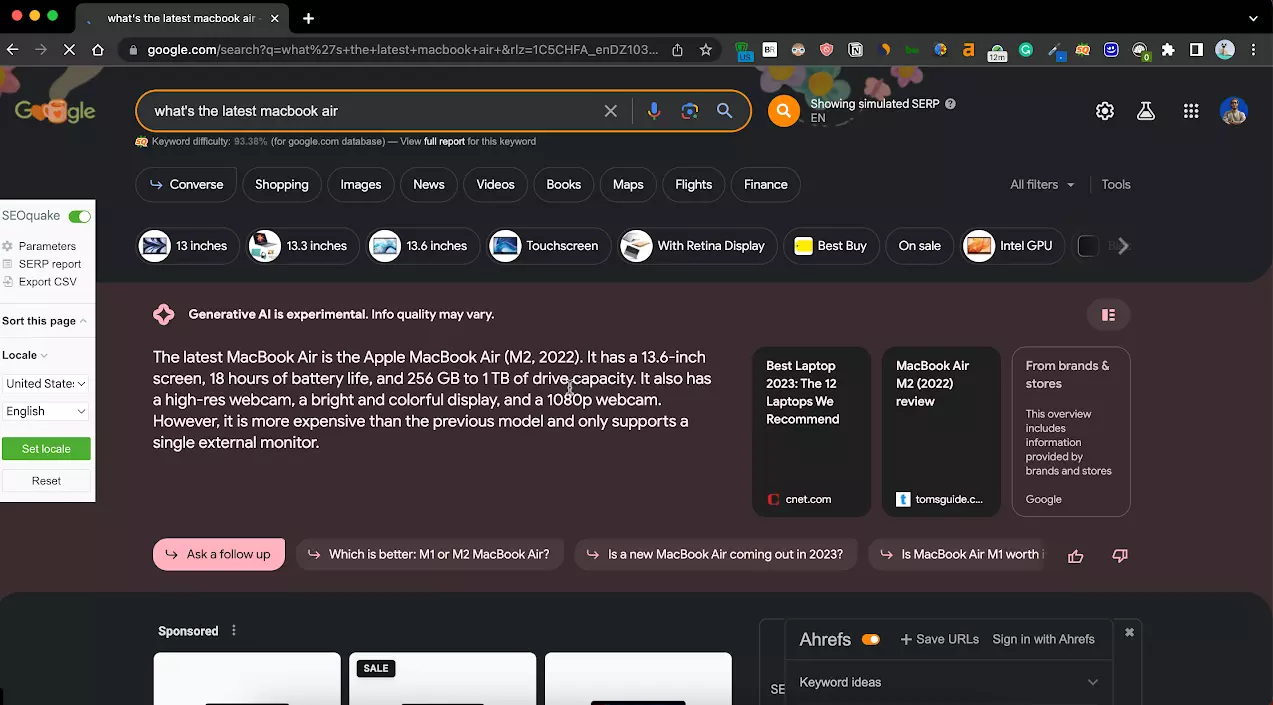 what's the latest macbook air
google.com/search?q=what%27s+the+latest+macbook+air+&rlz=1C5CHFA_enDZ103...
US
BR
12m
0
Google
what's the latest macbook air
Showing simulated SERP
EN
Keyword difficulty: 93.38% (for google.com database) — View full report for this keyword
Converse
Shopping
Images
News
Videos
Books
Maps
Flights
Finance
All filters
Tools
13 inches
13.3 inches
13.6 inches
Touchscreen
With Retina Display
Best Buy
On sale
Intel GPU
SEOquake
Parameters
SERP report
Export CSV
Sort this page
Locale
United State
English
Set locale
Reset
Generative AI is experimental. Info quality may vary.
The latest MacBook Air is the Apple MacBook Air (M2, 2022). It has a 13.6-inch
screen, 18 hours of battery life, and 256 GB to 1 TB of drive capacity. It also has
a high-res webcam, a bright and colorful display, and a 1080p webcam.
However, it is more expensive than the previous model and only supports a
single external monitor.
Best Laptop
2023: The 12
Laptops We
Recommend
cnet.com
MacBook Air
M2 (2022)
review
tomsguide.c...
From brands &
stores
This overview
includes
information
provided by
brands and stores
Google
Ask a follow up
Which is better: M1 or M2 MacBook Air?
Is a new MacBook Air coming out in 2023?
Is MacBook Air M1 worth
Sponsored
SALE
Ahrefs
Save URLs
Sign in with Ahrefs
SE
Keyword ideas